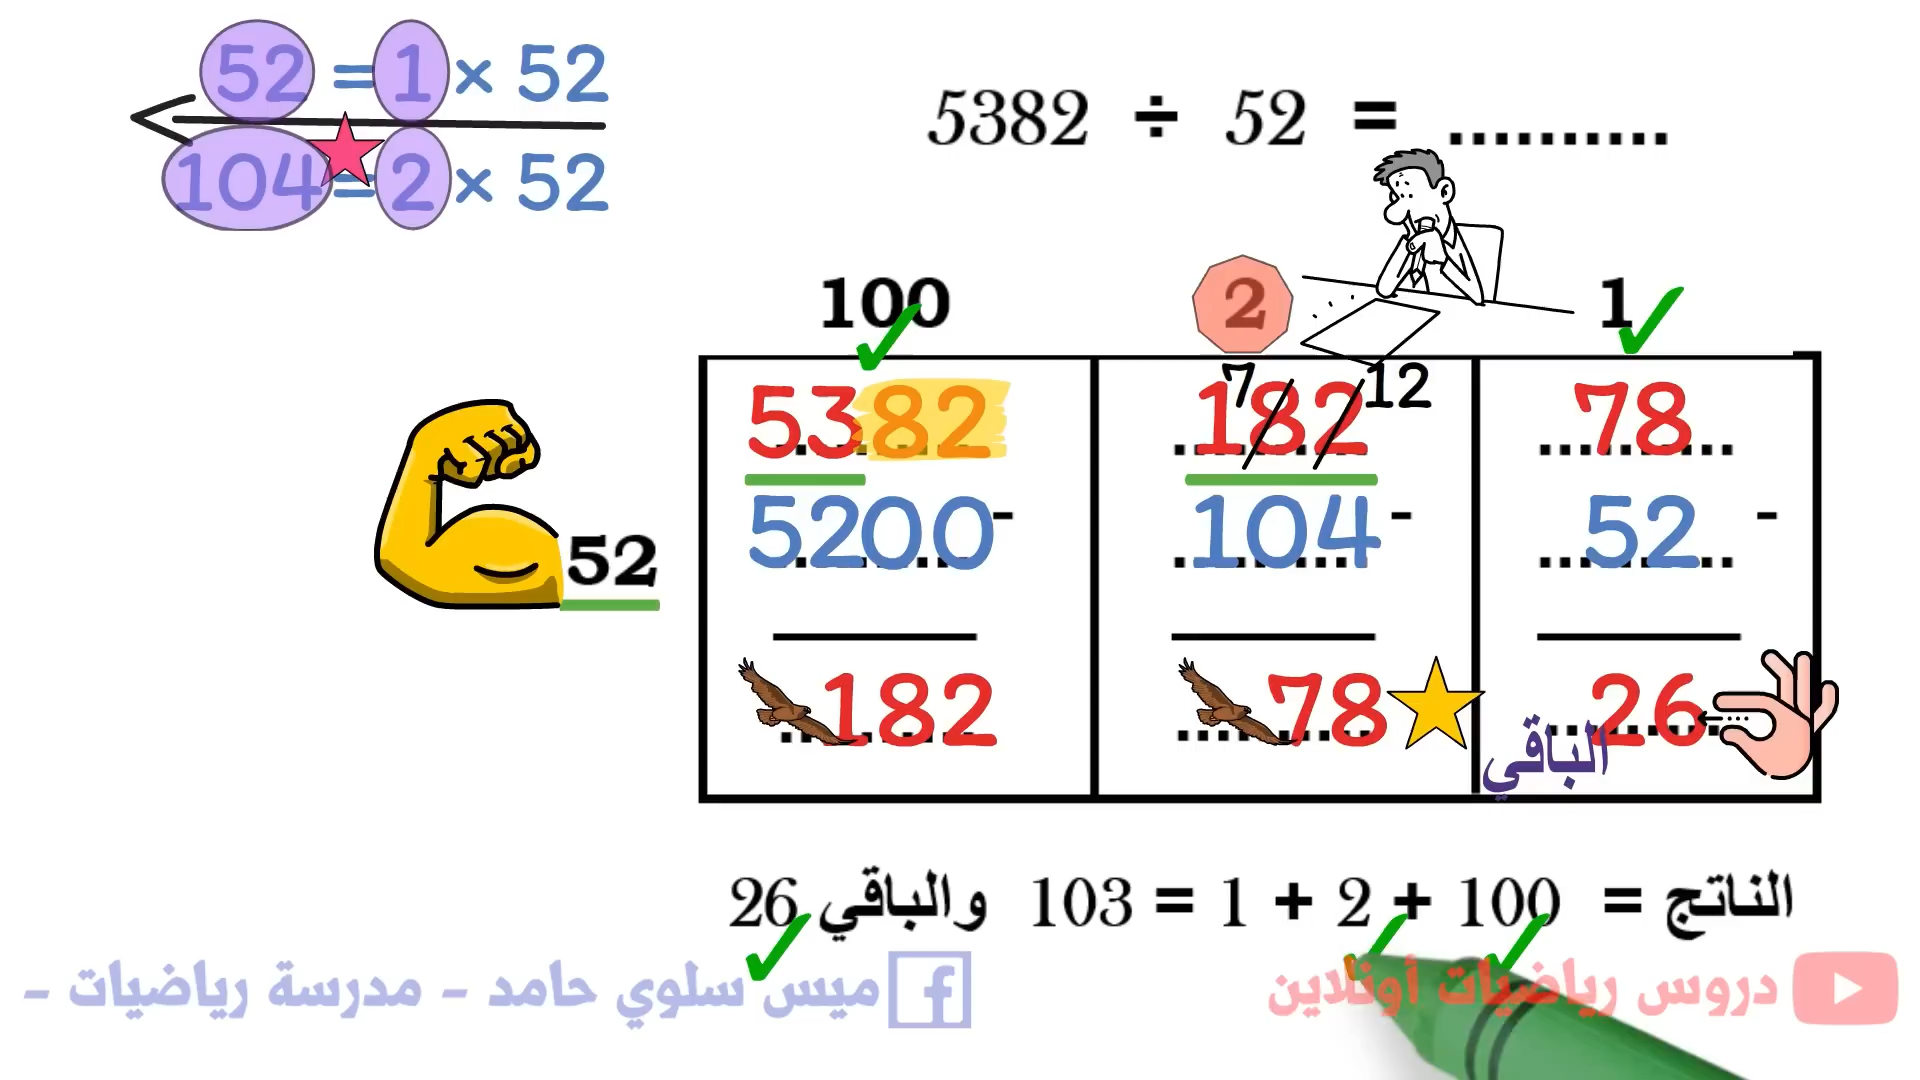 52 = 1 × 52
104 = 2 × 52
5382 ÷ 52 = ..........
100 2 1
7 12
5382 182 78
52
5200 - 104 - 52 -
182 78 26
الباقي
الناتج = 100 + 2 + 1 = 103 والباقي 26
دروس رياضيات أونلاين
ميس سلوي حامد - مدرسة رياضيات -